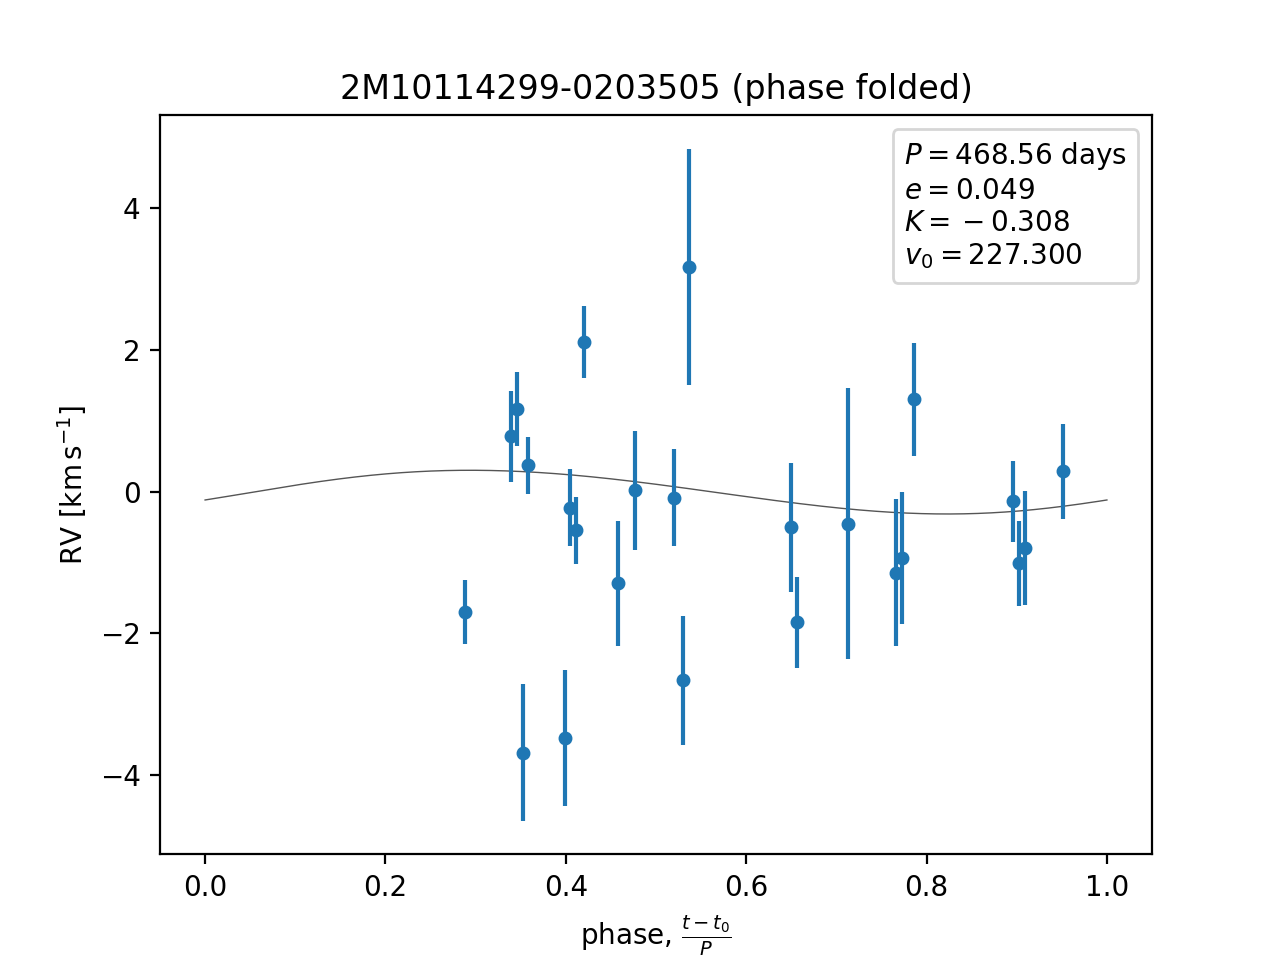 2M10114299-0203505 (phase folded)
P = 468.56 days
e = 0.049
K = −0.308
v₀ = 227.300
4
2
0
−2
−4
RV [km s⁻¹]
0.0 0.2 0.4 0.6 0.8 1.0
phase, (t − t₀)/P